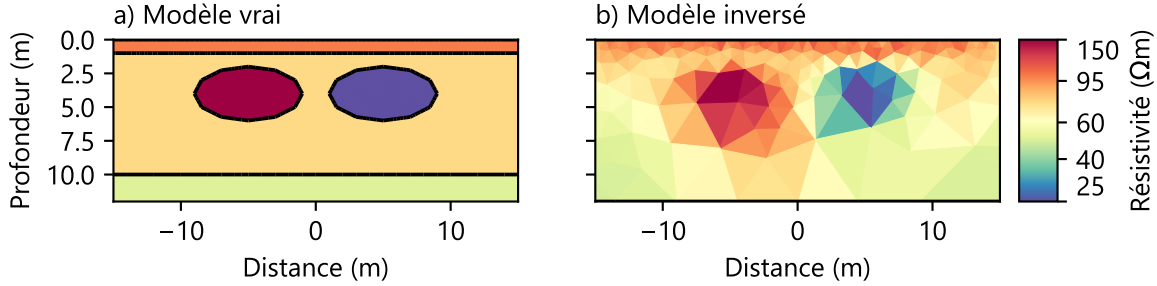 a) Modèle vrai
b) Modèle inversé
Profondeur (m)
0.0
2.5
5.0
7.5
10.0
−10
0
10
Distance (m)
−10
0
10
Distance (m)
150
95
60
40
25
Résistivité (Ωm)